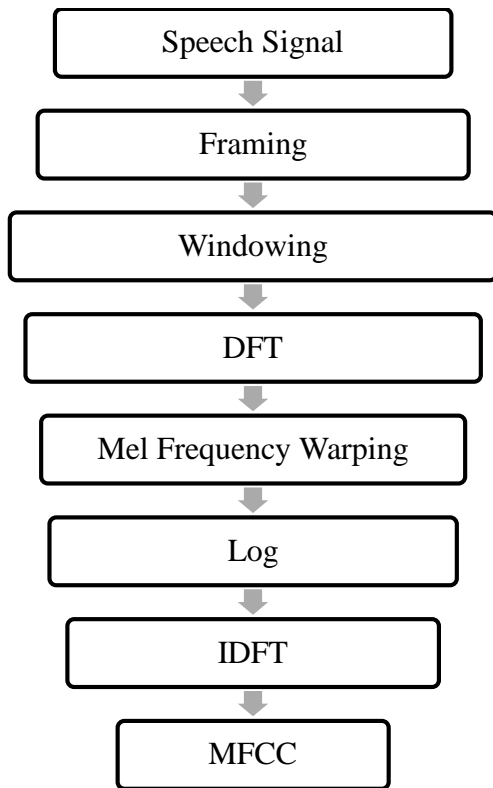 Speech Signal
Framing
Windowing
DFT
Mel Frequency Warping
Log
IDFT
MFCC